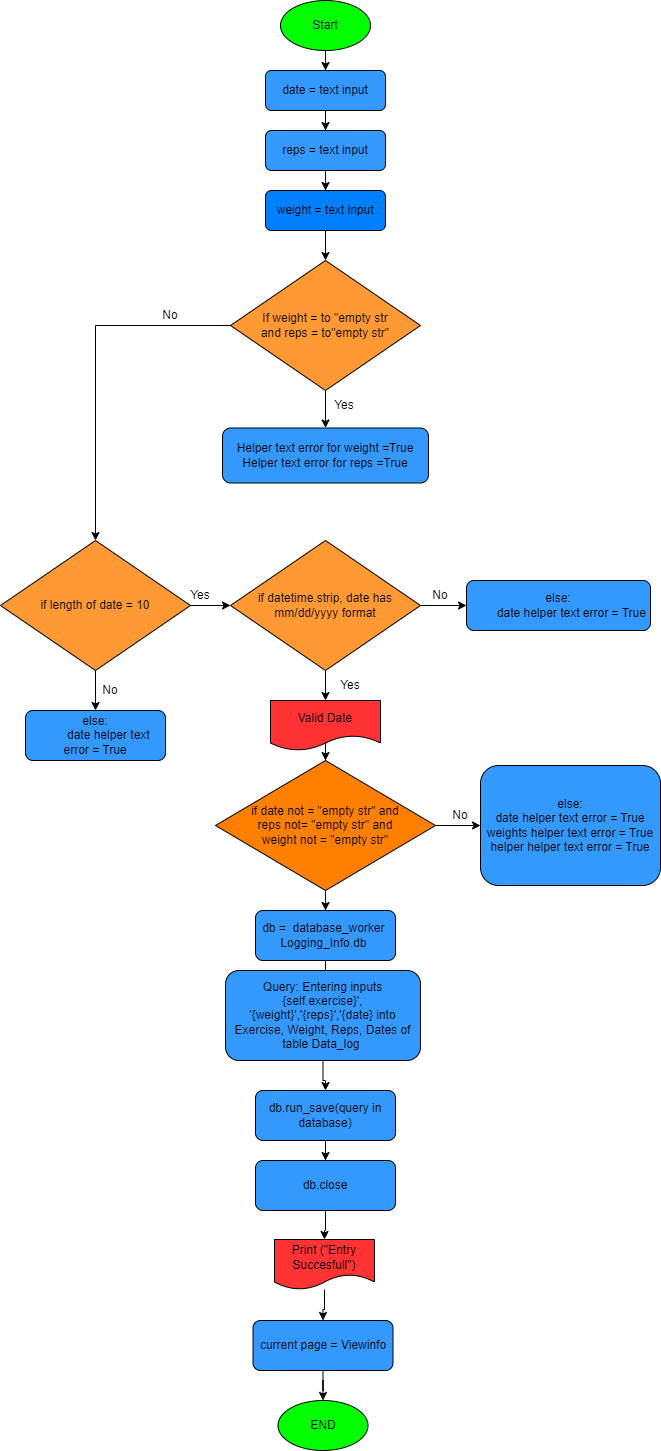 Start
date = text input
reps = text input
weight = text input
If weight = to "empty str
and reps = to"empty str"
No
Yes
Helper text error for weight =True
Helper text error for reps =True
if length of date = 10
Yes
if datetime.strip, date has
mm/dd/yyyy format
No
else:
date helper text error = True
No
else:
date helper text
error = True
Yes
Valid Date
if date not = "empty str" and
reps not= "empty str" and
weight not = "empty str"
No
else:
date helper text error = True
weights helper text error = True
helper helper text error = True
db = database_worker
Logging_Info.db
Query: Entering inputs
{self.exercise}',
'{weight}','{reps}','{date} into
Exercise, Weight, Reps, Dates of
table Data_log
db.run_save(query in
database)
db.close
Print ("Entry
Succesfull")
current page = Viewinfo
END